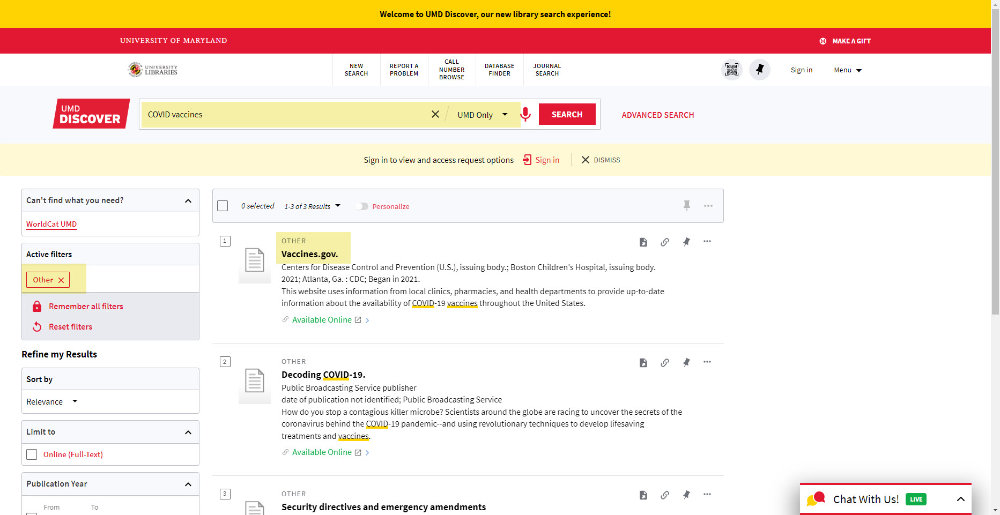 Welcome to UMD Discover, our new library search experience!
UNIVERSITY OF MARYLAND
MAKE A GIFT
UNIVERSITY
LIBRARIES
NEW
SEARCH
REPORT A
PROBLEM
CALL
NUMBER
BROWSE
DATABASE
FINDER
JOURNAL
SEARCH
Sign in
Menu
UMD
DISCOVER
COVID vaccines
UMD Only
SEARCH
ADVANCED SEARCH
Sign in to view and access request options
Sign in
DISMISS
Can't find what you need?
WorldCat UMD
Active filters
Other
Remember all filters
Reset filters
Refine my Results
Sort by
Relevance
Limit to
Online (Full-Text)
Publication Year
From To
0 selected
1-3 of 3 Results
Personalize
1
OTHER
Vaccines.gov.
Centers for Disease Control and Prevention (U.S.), issuing body.; Boston Children's Hospital, issuing body.
2021; Atlanta, Ga. : CDC; Began in 2021.
This website uses information from local clinics, pharmacies, and health departments to provide up-to-date
information about the availability of COVID-19 vaccines throughout the United States.
Available Online
2
OTHER
Decoding COVID-19.
Public Broadcasting Service publisher
date of publication not identified; Public Broadcasting Service
How do you stop a contagious killer microbe? Scientists around the globe are racing to uncover the secrets of the
coronavirus behind the COVID-19 pandemic--and using revolutionary techniques to develop lifesaving
treatments and vaccines.
Available Online
3
OTHER
Security directives and emergency amendments
Chat With Us!
LIVE